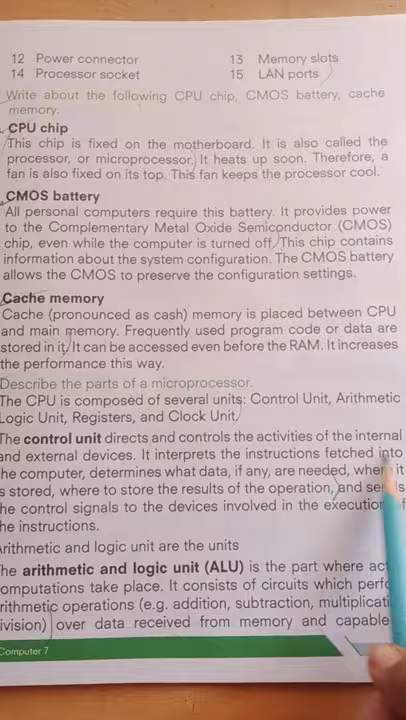 12 Power connector 13 Memory slots
14 Processor socket 15 LAN ports
Write about the following CPU chip, CMOS battery, cache
memory.
CPU chip
This chip is fixed on the motherboard. It is also called the
processor, or microprocessor. It heats up soon. Therefore, a
fan is also fixed on its top. This fan keeps the processor cool.
CMOS battery
All personal computers require this battery. It provides power
to the Complementary Metal Oxide Semiconductor (CMOS)
chip, even while the computer is turned off. This chip contains
information about the system configuration. The CMOS battery
allows the CMOS to preserve the configuration settings.
Cache memory
Cache (pronounced as cash) memory is placed between CPU
and main memory. Frequently used program code or data are
stored in it. It can be accessed even before the RAM. It increases
the performance this way.
Describe the parts of a microprocessor.
The CPU is composed of several units: Control Unit, Arithmetic
Logic Unit, Registers, and Clock Unit.
The control unit directs and controls the activities of the internal
and external devices. It interprets the instructions fetched into
he computer, determines what data, if any, are needed, where it
s stored, where to store the results of the operation, and
he control signals to the devices involved in the execution
he instructions.
Arithmetic and logic unit are the units
he arithmetic and logic unit (ALU) is the part where
omputations take place. It consists of circuits which
rithmetic operations (e.g. addition, subtraction,
ivision) over data received from memory and capable
Computer 7